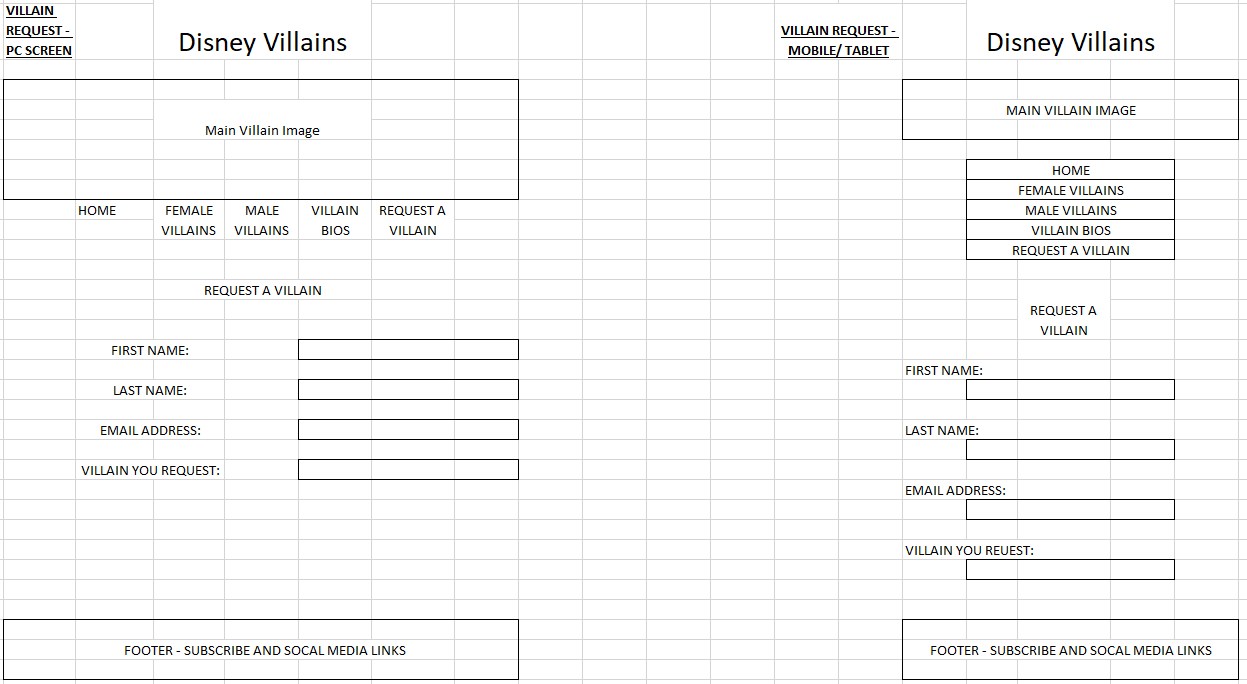 VILLAIN
REQUEST -
PC SCREEN
Disney Villains
Main Villain Image
HOME
FEMALE
VILLAINS
MALE
VILLAINS
VILLAIN
BIOS
REQUEST A
VILLAIN
REQUEST A VILLAIN
FIRST NAME:
LAST NAME:
EMAIL ADDRESS:
VILLAIN YOU REQUEST:
FOOTER - SUBSCRIBE AND SOCAL MEDIA LINKS
VILLAIN REQUEST -
MOBILE/ TABLET
Disney Villains
MAIN VILLAIN IMAGE
HOME
FEMALE VILLAINS
MALE VILLAINS
VILLAIN BIOS
REQUEST A VILLAIN
REQUEST A
VILLAIN
FIRST NAME:
LAST NAME:
EMAIL ADDRESS:
VILLAIN YOU REUEST:
FOOTER - SUBSCRIBE AND SOCAL MEDIA LINKS